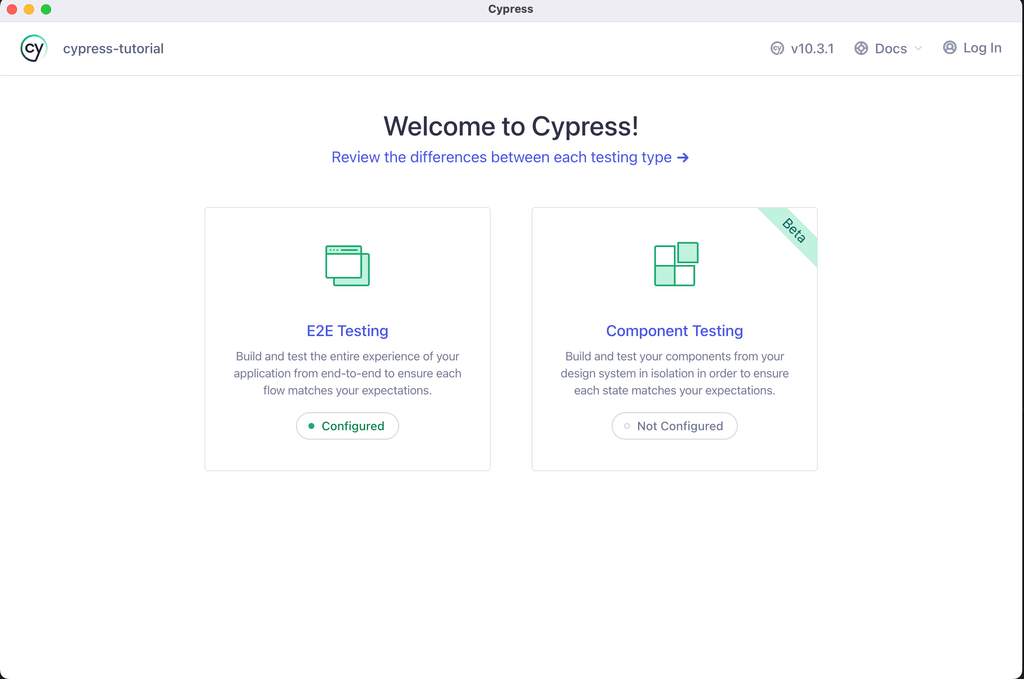 Cypress
cy cypress-tutorial cy v10.3.1 Docs Log In
Welcome to Cypress!
Review the differences between each testing type →
Beta
E2E Testing
Build and test the entire experience of your
application from end-to-end to ensure each
flow matches your expectations.
Configured
Component Testing
Build and test your components from your
design system in isolation in order to ensure
each state matches your expectations.
Not Configured